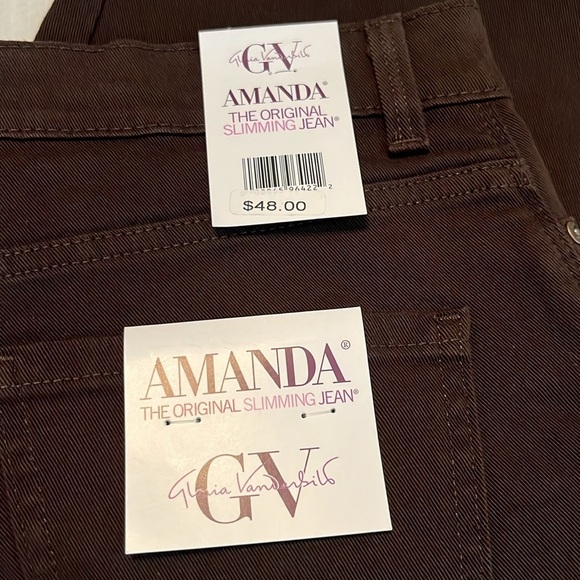 GV
Gloria Vanderbilt
AMANDA®
THE ORIGINAL
SLIMMING JEAN®
$48.00
AMANDA®
THE ORIGINAL SLIMMING JEAN®
GV
Gloria Vanderbilt